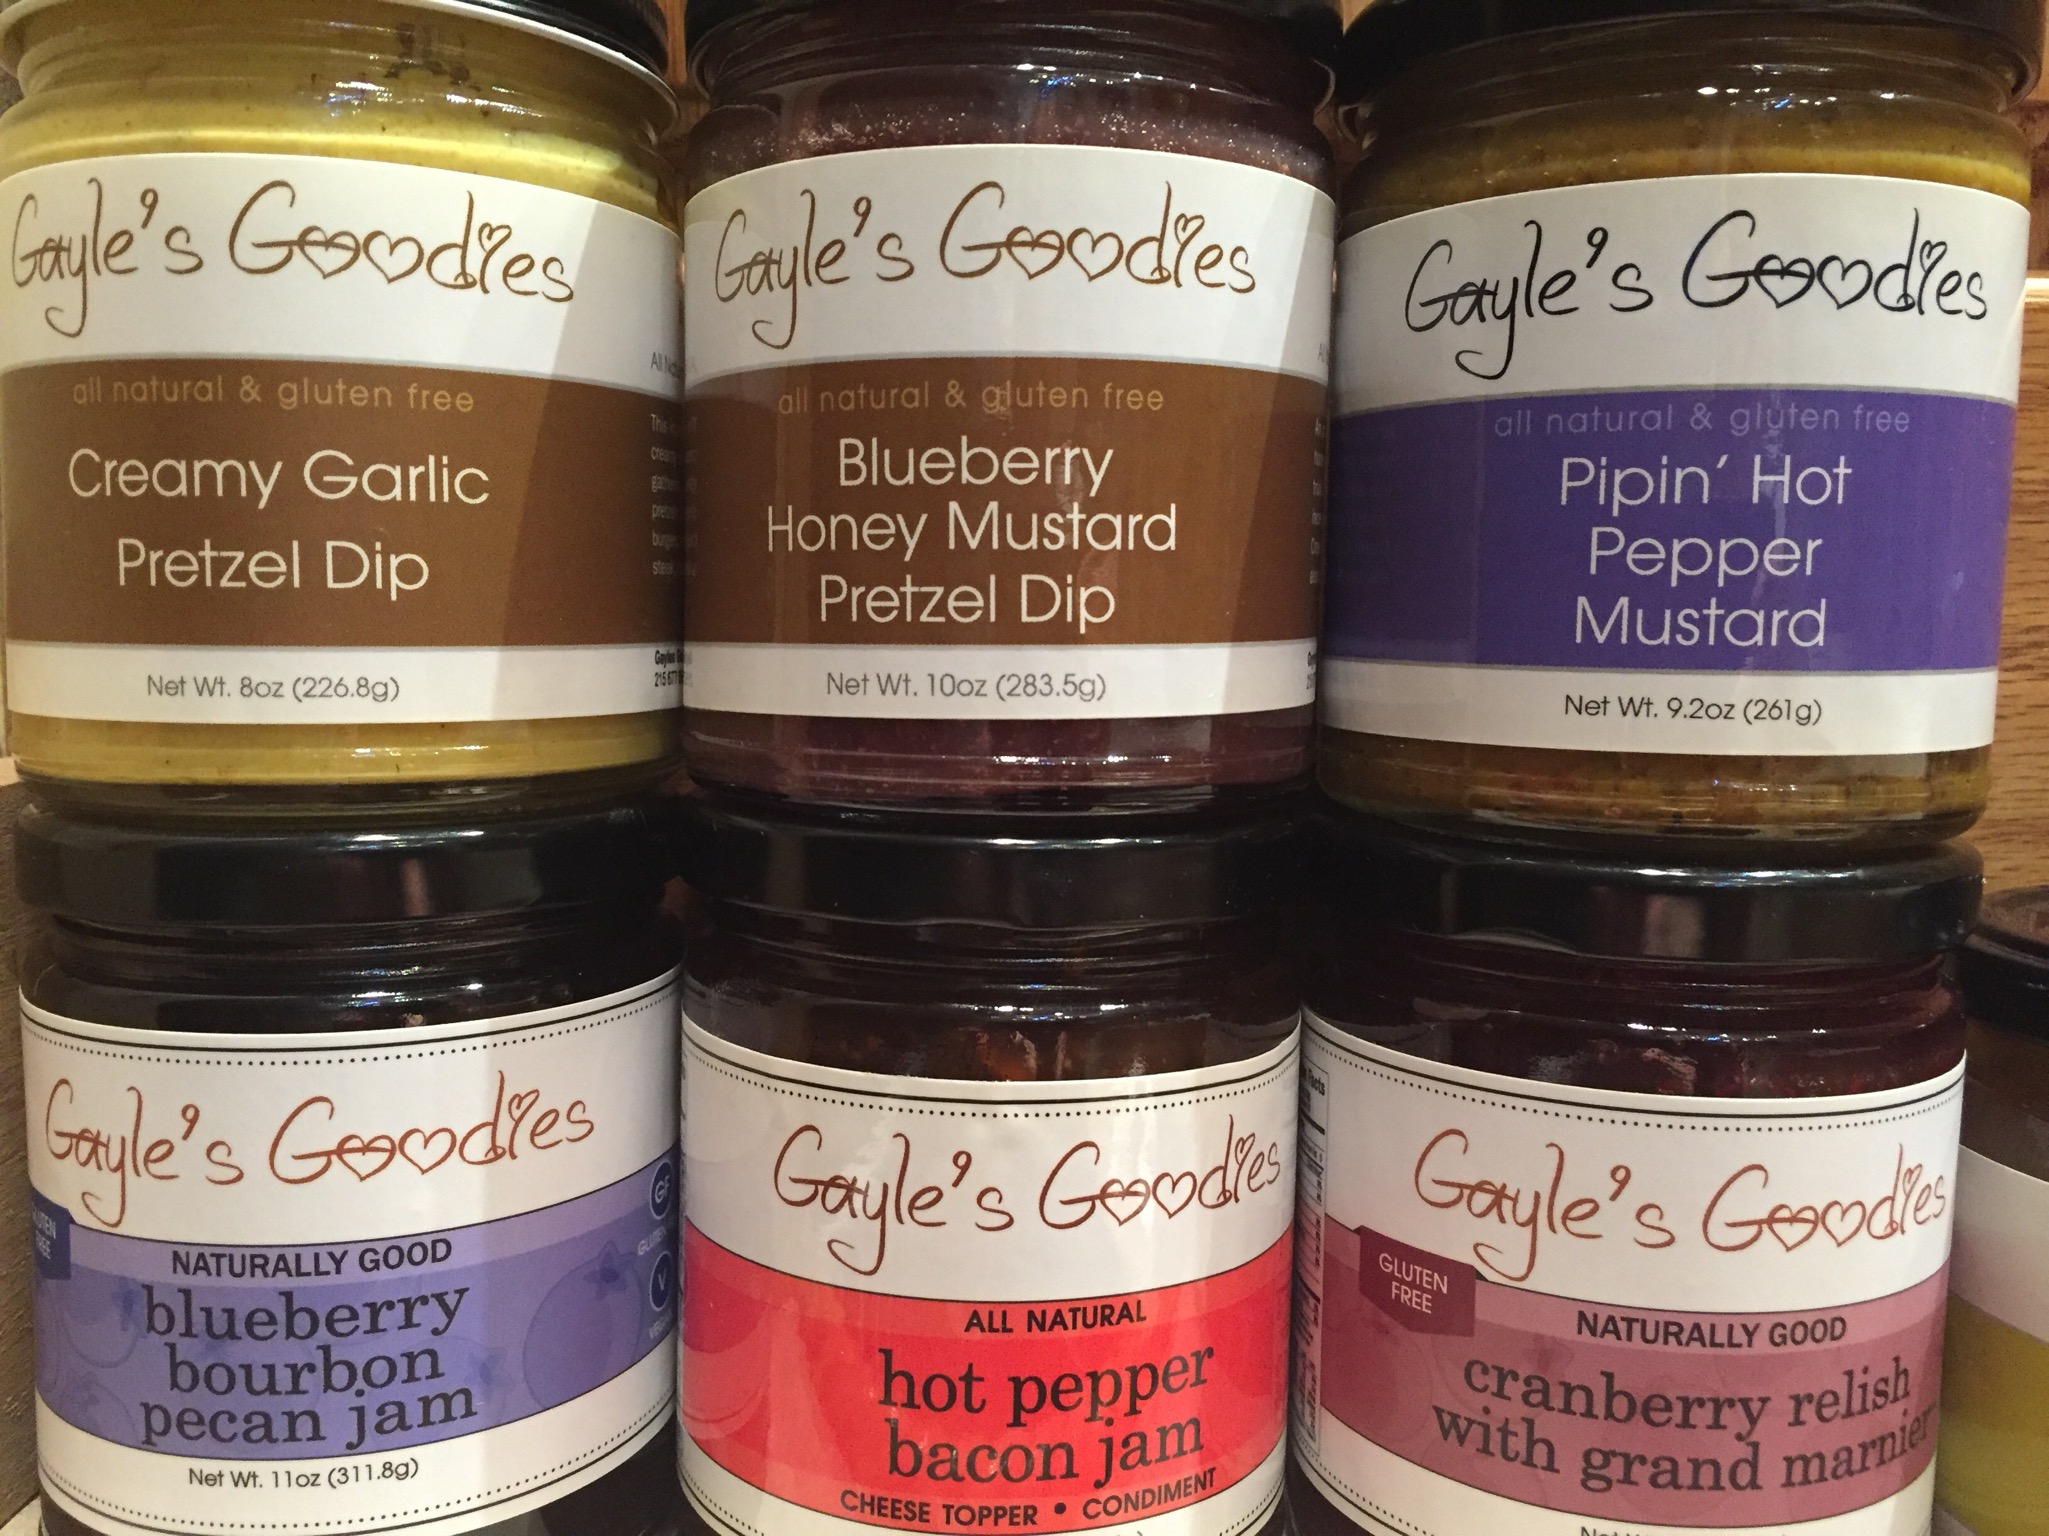 Gayle's Goodies
all natural & gluten free
Creamy Garlic
Pretzel Dip
Net Wt. 8oz (226.8g)
Gayle's Goodies
all natural & gluten free
Blueberry
Honey Mustard
Pretzel Dip
Net Wt. 10oz (283.5g)
Gayle's Goodies
all natural & gluten free
Pipin' Hot
Pepper
Mustard
Net Wt. 9.2oz (261g)
Gayle's Goodies
NATURALLY GOOD
blueberry
bourbon
pecan jam
Net Wt. 11oz (311.8g)
GF
V
Gayle's Goodies
ALL NATURAL
hot pepper
bacon jam
CHEESE TOPPER • CONDIMENT
Gayle's Goodies
GLUTEN
FREE
NATURALLY GOOD
cranberry relish
with grand marnier